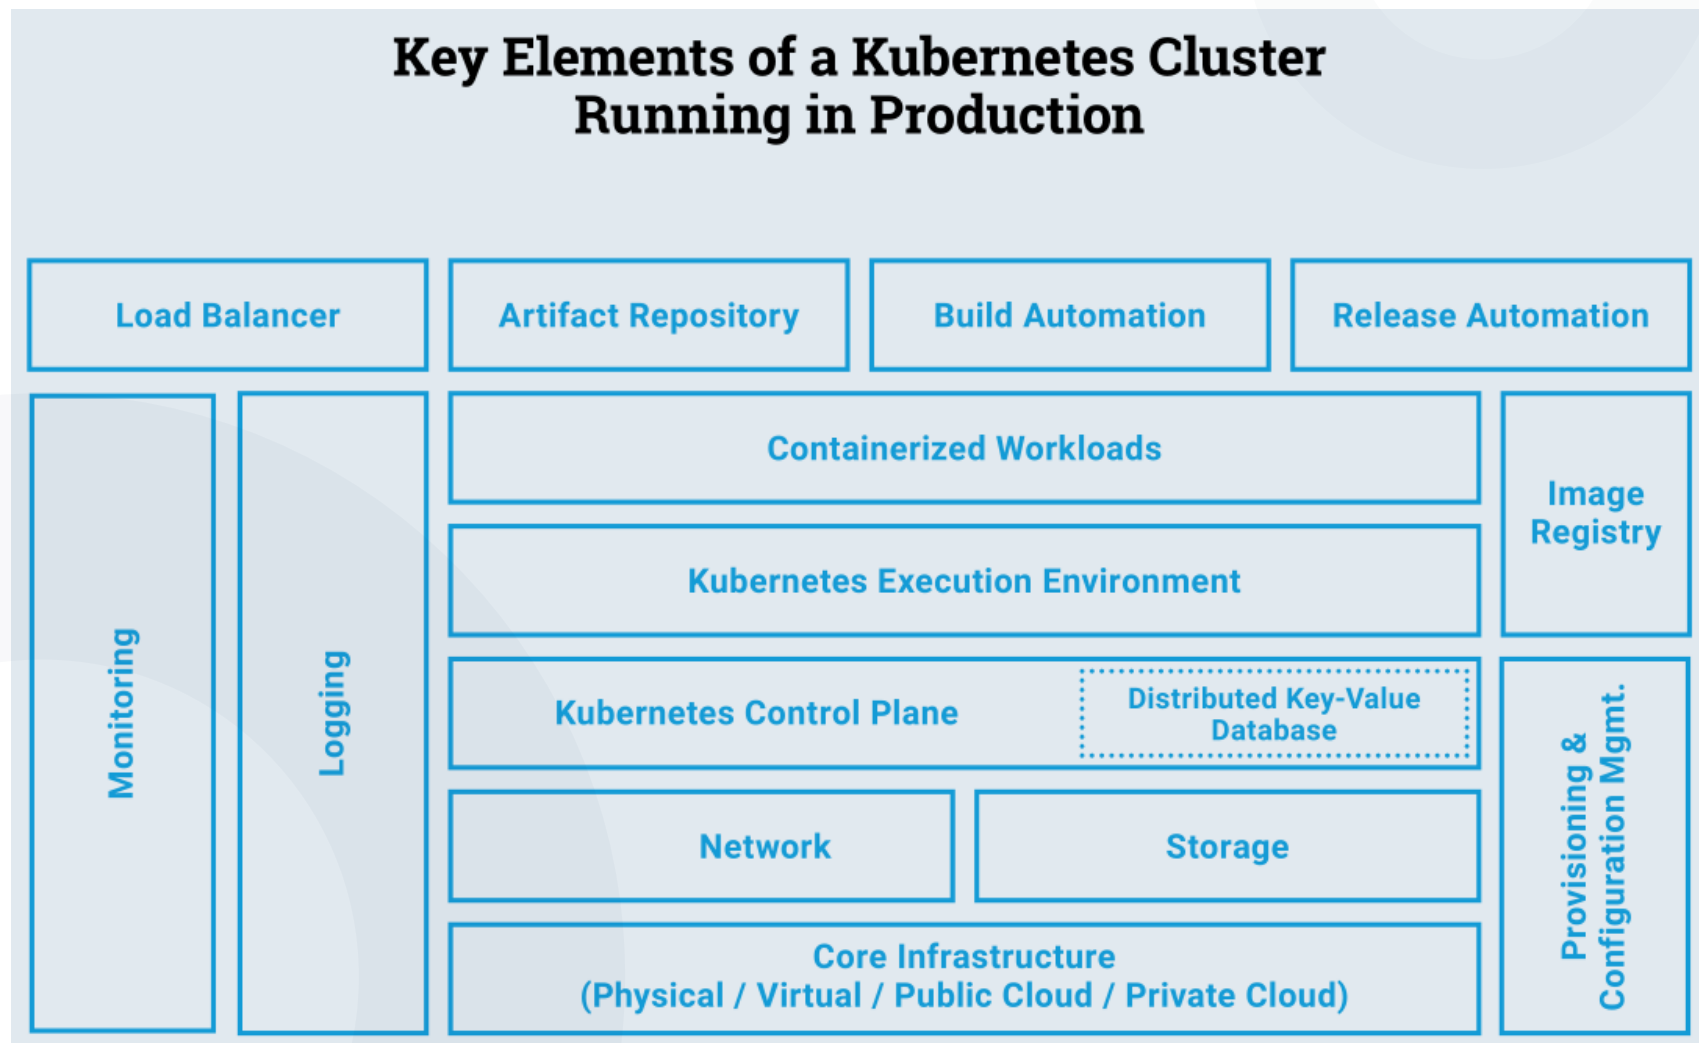 Key Elements of a Kubernetes Cluster
Running in Production
Load Balancer
Artifact Repository
Build Automation
Release Automation
Monitoring
Logging
Containerized Workloads
Image
Registry
Kubernetes Execution Environment
Kubernetes Control Plane
Distributed Key-Value
Database
Network
Storage
Provisioning &
Configuration Mgmt.
Core Infrastructure
(Physical / Virtual / Public Cloud / Private Cloud)